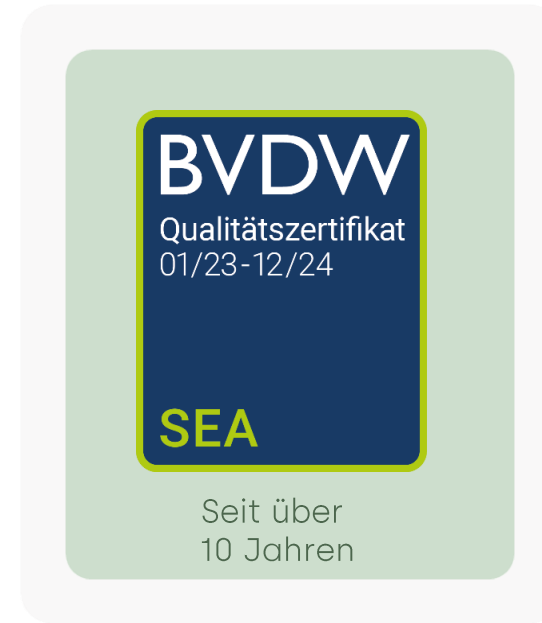 BVDW
Qualitätszertifikat
01/23-12/24
SEA
Seit über
10 Jahren